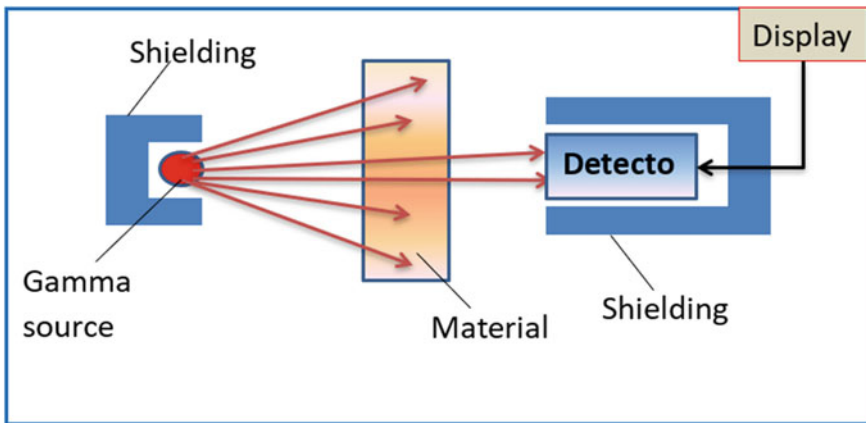 Shielding
Display
Detecto
Gamma
source
Material
Shielding